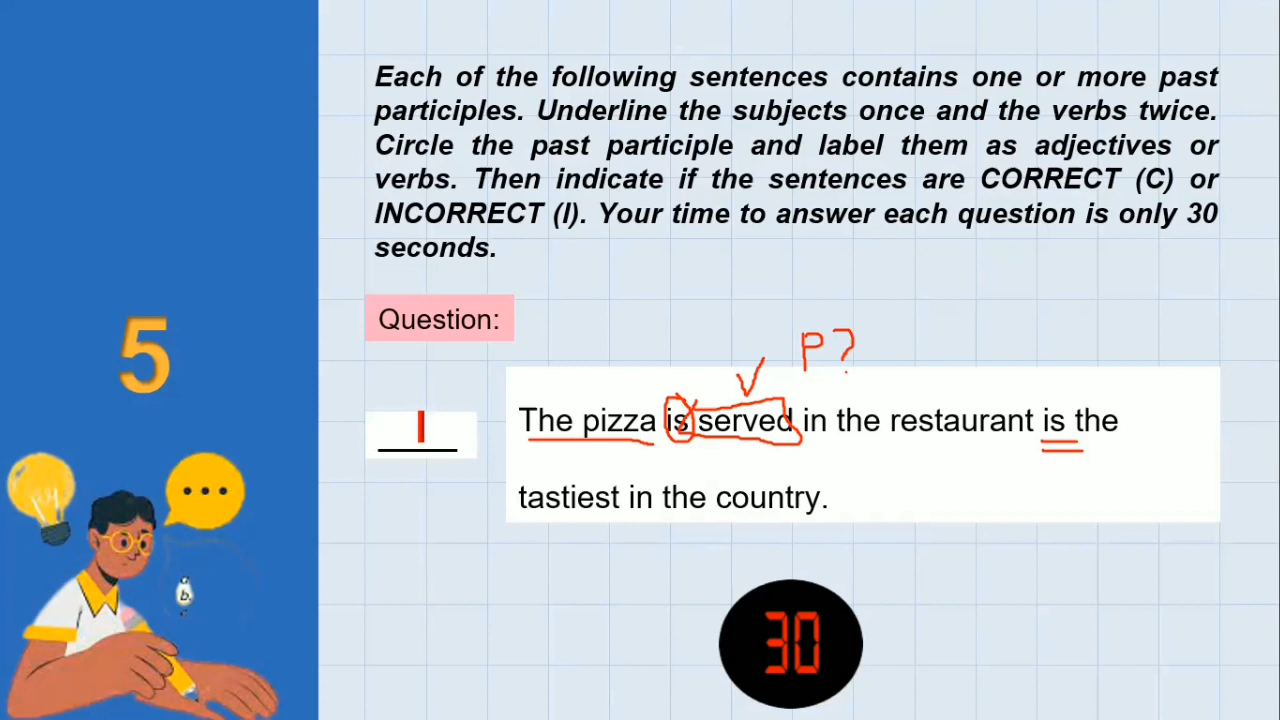 Each of the following sentences contains one or more past
participles. Underline the subjects once and the verbs twice.
Circle the past participle and label them as adjectives or
verbs. Then indicate if the sentences are CORRECT (C) or
INCORRECT (I). Your time to answer each question is only 30
seconds.
5
Question:
P?
V
I
The pizza is served in the restaurant is the
tastiest in the country.
b.
30